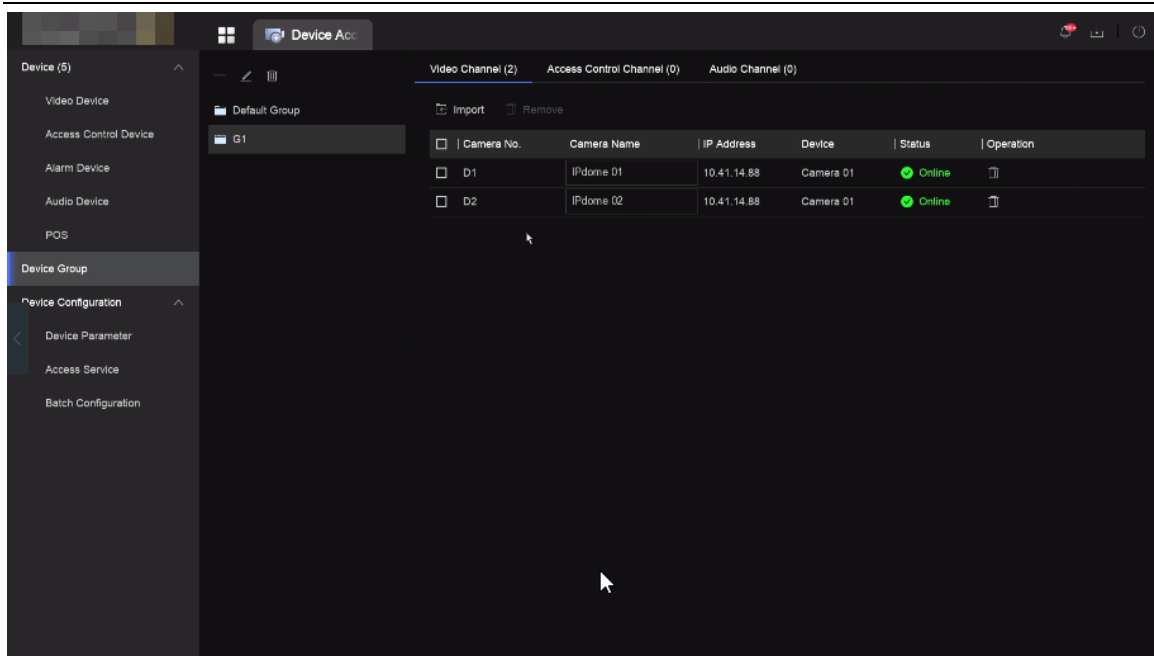 Device Acc
99+
Device (5)
Video Device
Access Control Device
Alarm Device
Audio Device
POS
Device Group
Device Configuration
Device Parameter
Access Service
Batch Configuration
Default Group
G1
Video Channel (2) Access Control Channel (0) Audio Channel (0)
Import Remove
Camera No. Camera Name IP Address Device Status Operation
D1 IPdome 01 10.41.14.88 Camera 01 Online
D2 IPdome 02 10.41.14.88 Camera 01 Online